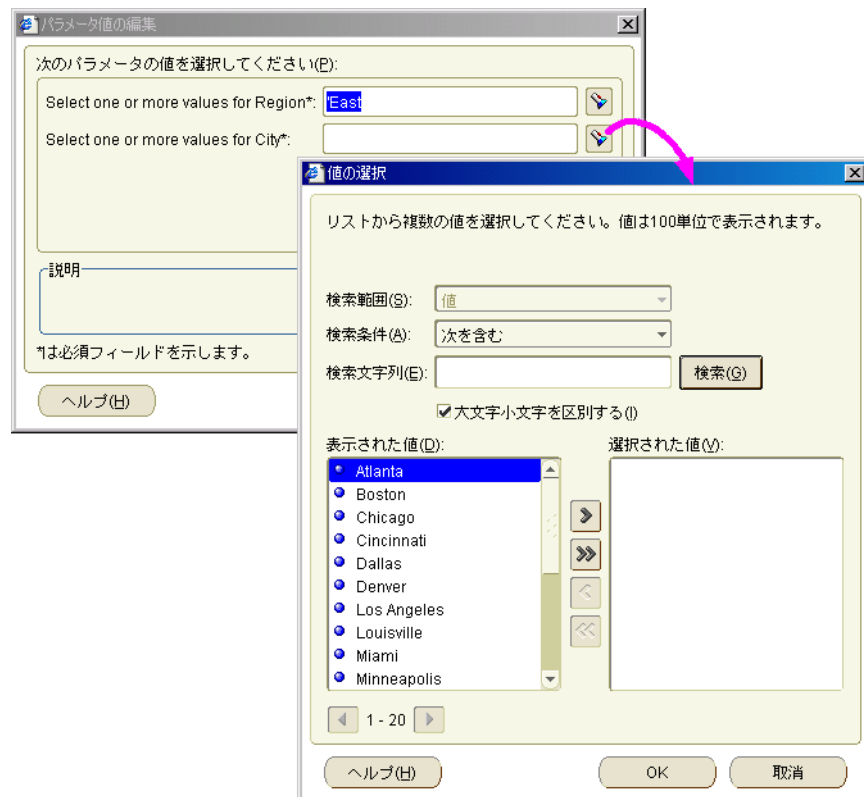 パラメータ値の編集
次のパラメータの値を選択してください(P):
Select one or more values for Region*: 'East
Select one or more values for City*:
説明
*は必須フィールドを示します。
ヘルプ(H)
値の選択
リストから複数の値を選択してください。値は100単位で表示されます。
検索範囲(S): 値
検索条件(A): 次を含む
検索文字列(E): 検索(G)
大文字小文字を区別する(I)
表示された値(D): 選択された値(V):
Atlanta
Boston
Chicago
Cincinnati
Dallas
Denver
Los Angeles
Louisville
Miami
Minneapolis
1 - 20
ヘルプ(H) OK 取消